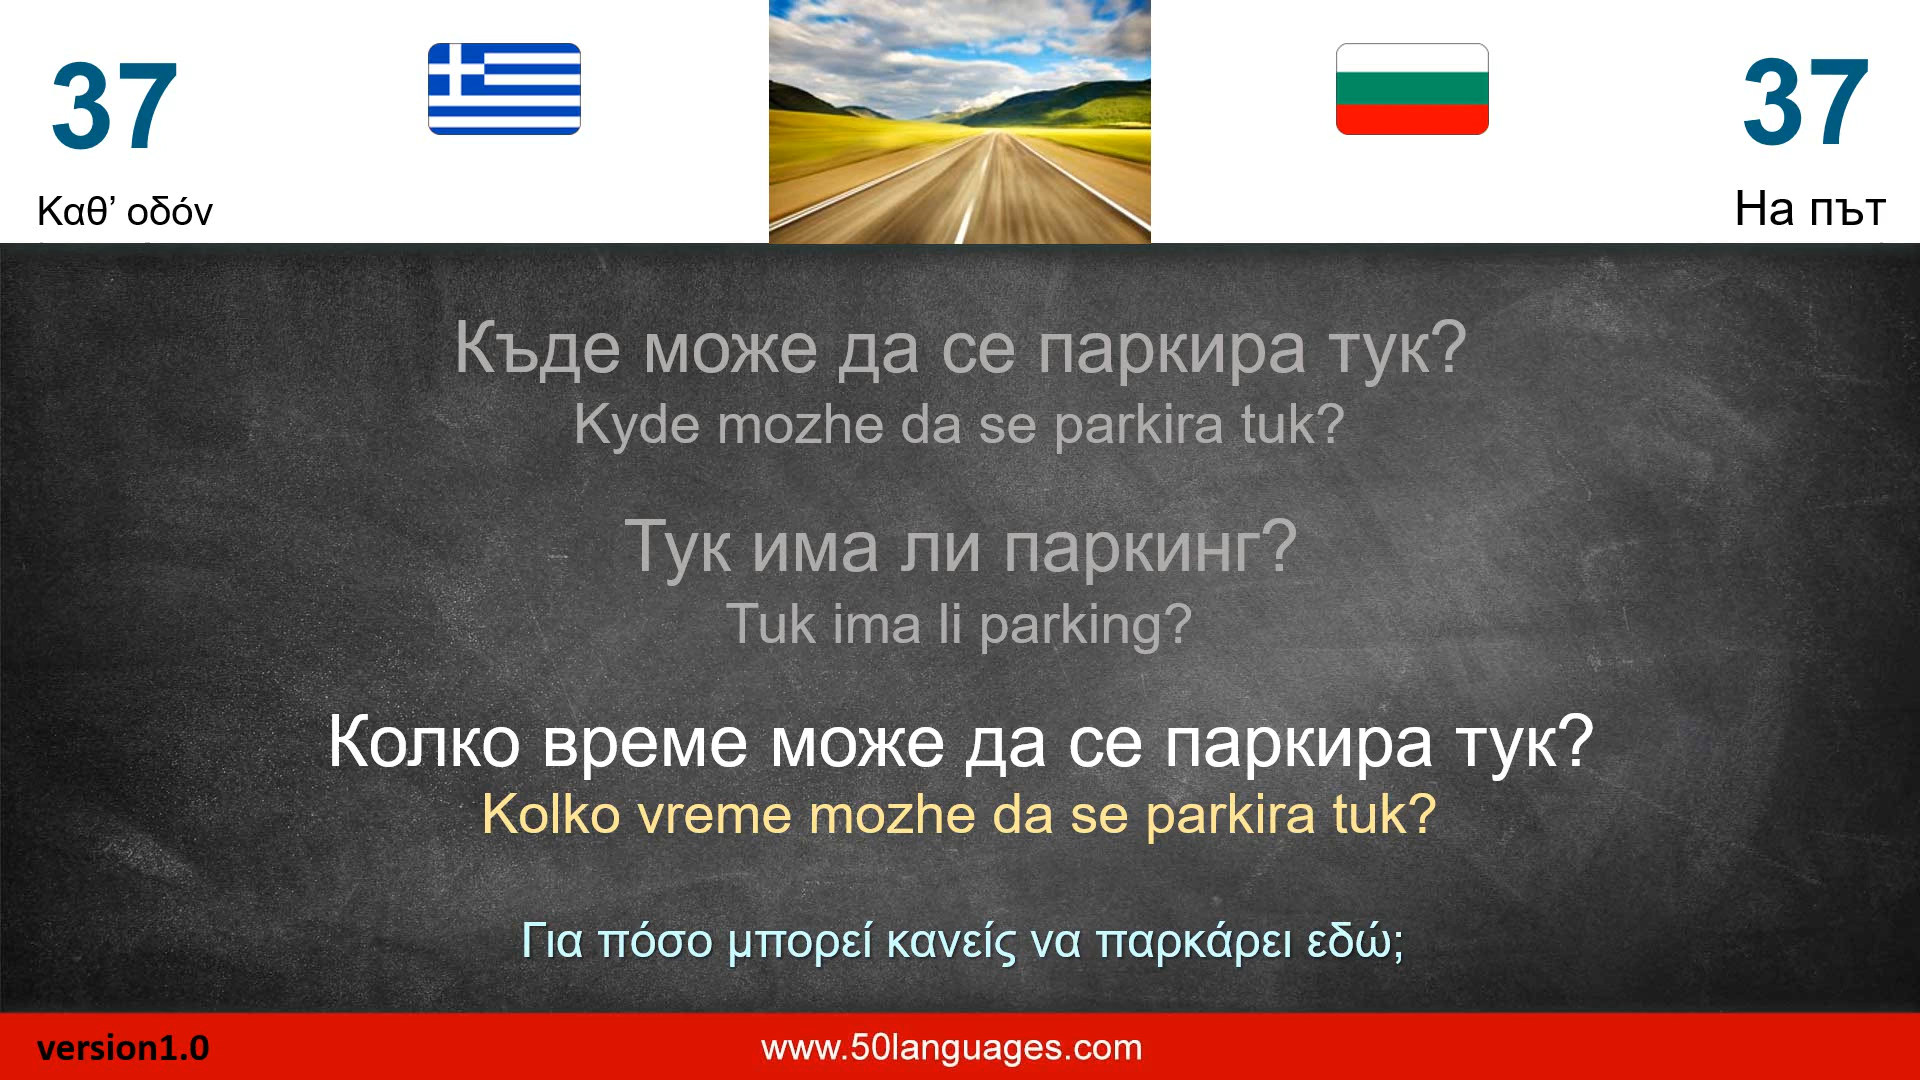 37
37
Καθ’ οδόν
На път
Къде може да се паркира тук?
Kyde mozhe da se parkira tuk?
Тук има ли паркинг?
Tuk ima li parking?
Колко време може да се паркира тук?
Kolko vreme mozhe da se parkira tuk?
Για πόσο μπορεί κανείς να παρκάρει εδώ;
version1.0
www.50languages.com